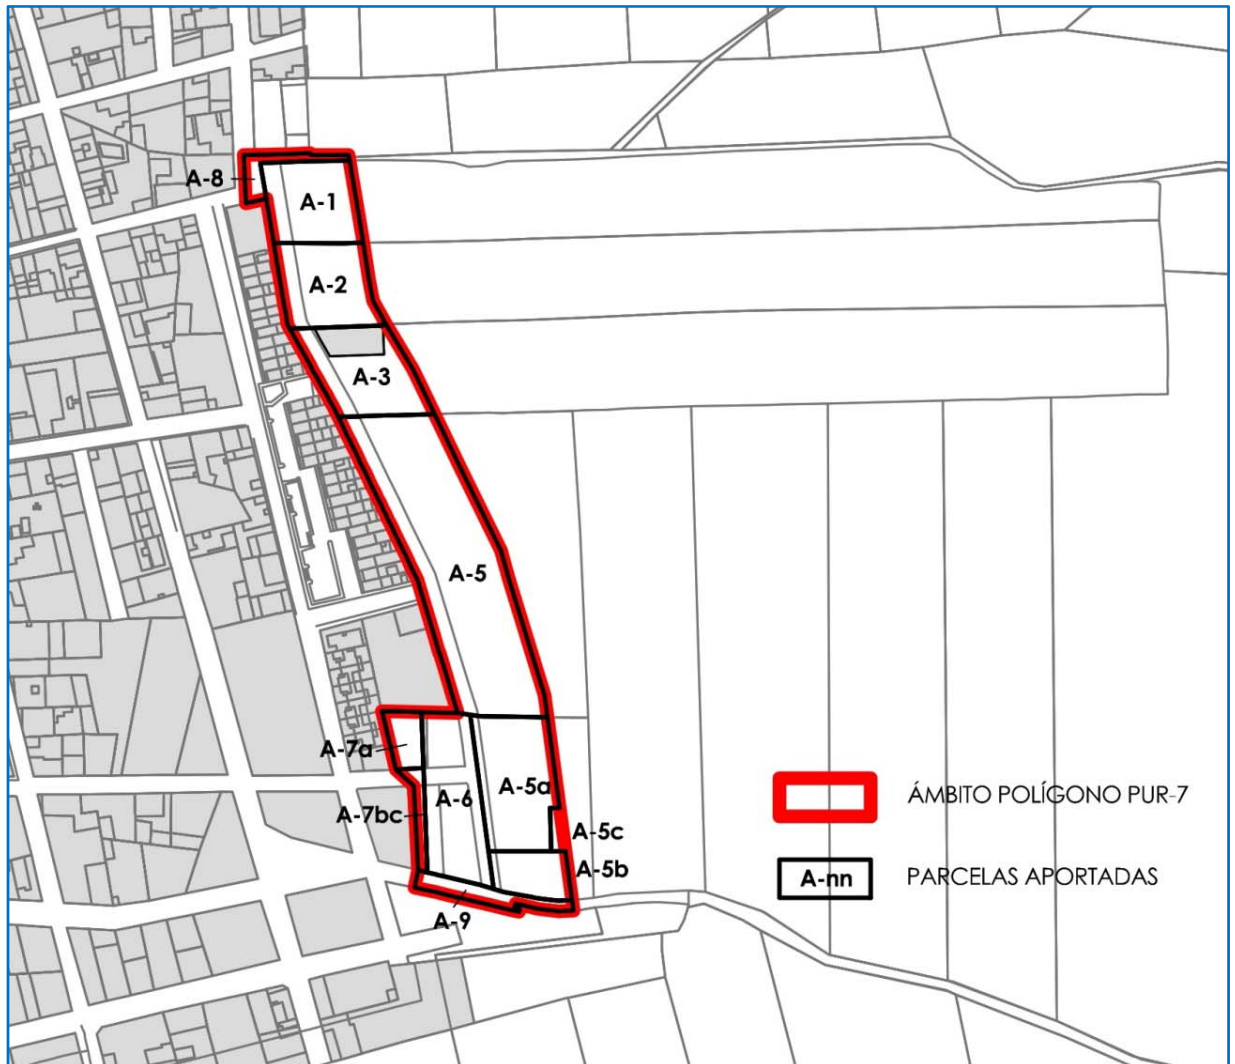 A-8
A-1
A-2
A-3
A-5
A-7a
A-6
A-5a
A-7bc
A-5c
A-5b
A-9
ÁMBITO POLÍGONO PUR-7
A-nn
PARCELAS APORTADAS